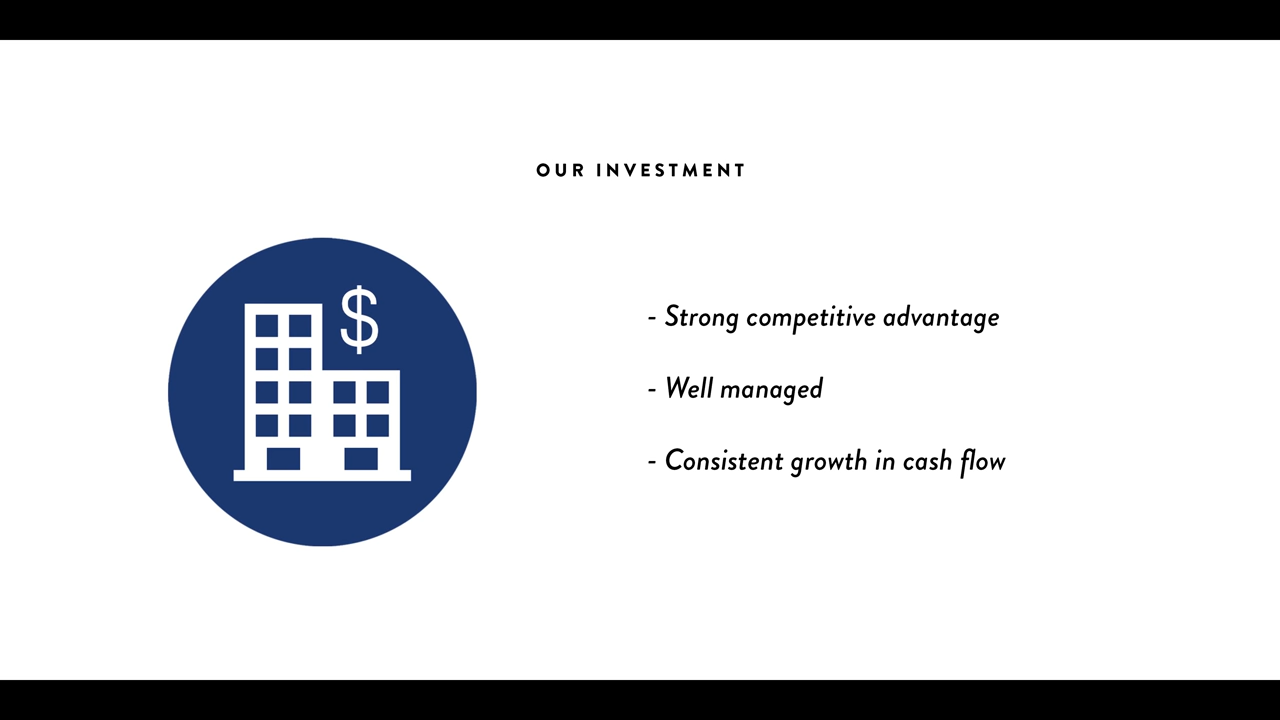 OUR INVESTMENT
$
- Strong competitive advantage
- Well managed
- Consistent growth in cash flow